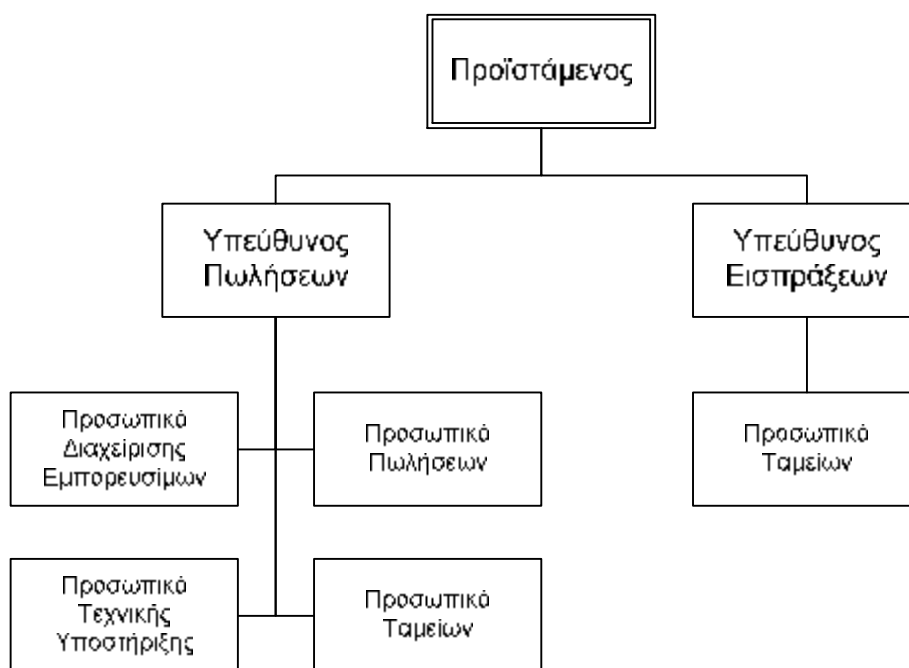 Προϊστάμενος
Υπεύθυνος
Πωλήσεων
Υπεύθυνος
Εισπράξεων
Προσωπικό
Διαχείρισης
Εμπορευσίμων
Προσωπικό
Πωλήσεων
Προσωπικό
Ταμείων
Προσωπικό
Τεχνικής
Υποστήριξης
Προσωπικό
Ταμείων